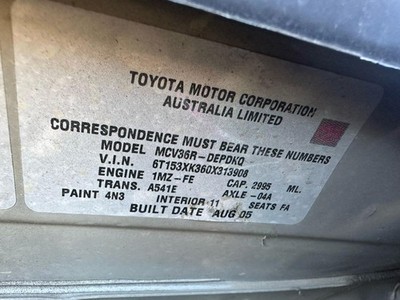 TOYOTA MOTOR CORPORATION
AUSTRALIA LIMITED
CORRESPONDENCE MUST BEAR THESE NUMBERS
MODEL MCV36R-DEPDKQ
V.I.N. 6T153XK360X313908
ENGINE 1MZ-FE CAP. 2995 ML.
TRANS. A541E AXLE -04A
PAINT 4N3 INTERIOR 11 SEATS FA
BUILT DATE AUG 05